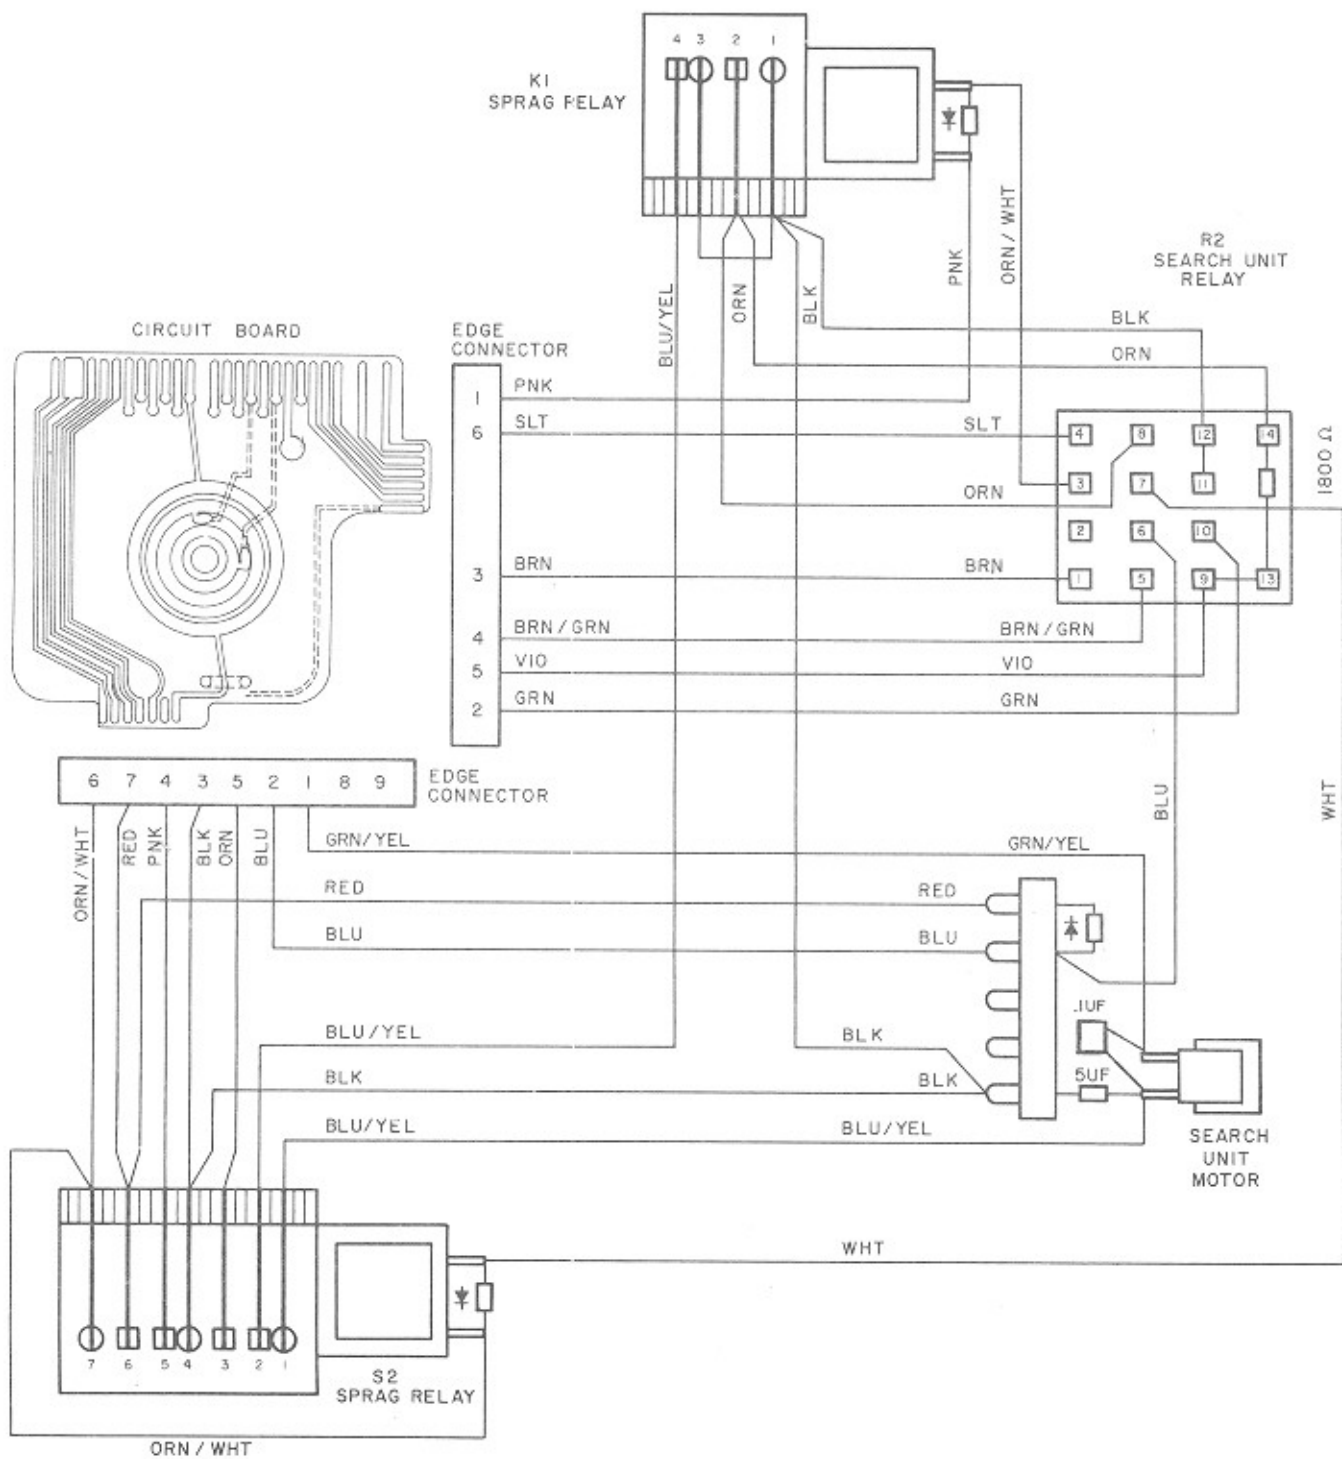 4 3 2 1
K1
SPRAG RELAY
PNK
ORN / WHT
R2
SEARCH UNIT
RELAY
BLU/YEL
ORN
BLK
BLK
ORN
CIRCUIT BOARD
EDGE
CONNECTOR
1 PNK
6 SLT
SLT
4 8 12 14
1800 Ω
3 7 11
ORN
2 6 10
3 BRN
BRN
1 5 9 13
4 BRN / GRN
BRN / GRN
5 VIO
VIO
2 GRN
GRN
6 7 4 3 5 2 1 8 9
EDGE
CONNECTOR
BLU
WHT
ORN/WHT
RED
PNK
BLK
ORN
BLU
GRN/YEL
GRN/YEL
RED
RED
BLU
BLU
.1UF
BLU/YEL
BLK
BLK
BLK
5UF
BLU/YEL
BLU/YEL
SEARCH
UNIT
MOTOR
WHT
7 6 5 4 3 2 1
S2
SPRAG RELAY
ORN / WHT